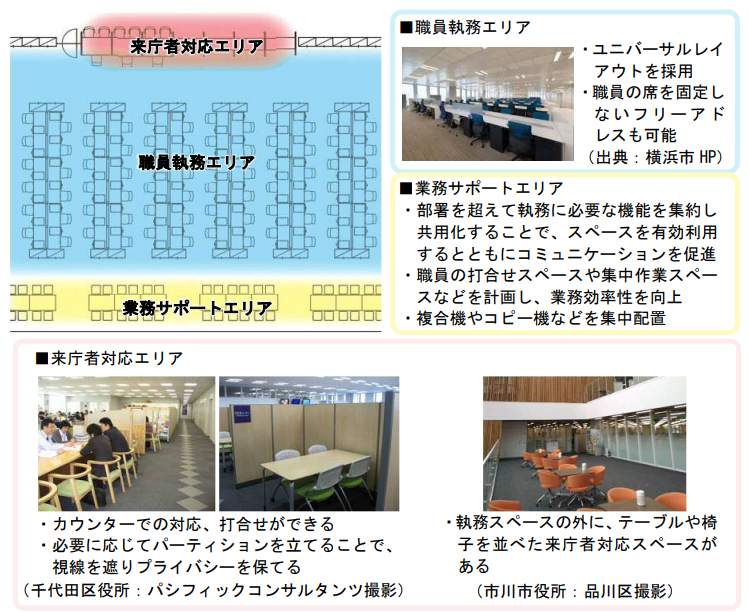 来庁者対応エリア
職員執務エリア
業務サポートエリア
■職員執務エリア
・ユニバーサルレイ
アウトを採用
・職員の席を固定し
ないフリーアド
レスも可能
（出典：横浜市 HP）
■業務サポートエリア
・部署を超えて執務に必要な機能を集約し
共用化することで、スペースを有効利用
するとともにコミュニケーションを促進
・職員の打合せスペースや集中作業スペー
スなどを計画し、業務効率性を向上
・複合機やコピー機などを集中配置
■来庁者対応エリア
・カウンターでの対応、打合せができる
・必要に応じてパーティションを立てることで、
視線を遮りプライバシーを保てる
（千代田区役所：パシフィックコンサルタンツ撮影）
・執務スペースの外に、テーブルや椅
子を並べた来庁者対応スペースが
ある
（市川市役所：品川区撮影）